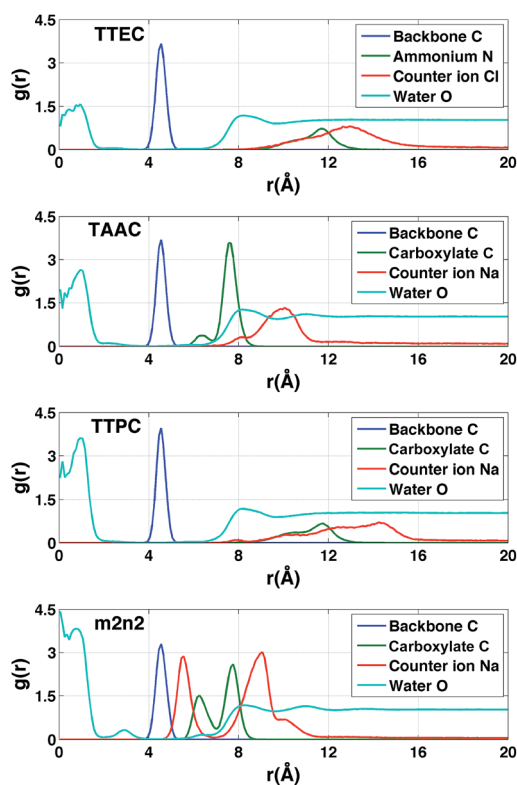 TTEC
Backbone C
Ammonium N
Counter ion Cl
Water O
g(r)
4.5
3
1.5
0
0 4 8 12 16 20
r(Å)
TAAC
Backbone C
Carboxylate C
Counter ion Na
Water O
g(r)
4.5
3
1.5
0
0 4 8 12 16 20
r(Å)
TTPC
Backbone C
Carboxylate C
Counter ion Na
Water O
g(r)
4.5
3
1.5
0
0 4 8 12 16 20
r(Å)
m2n2
Backbone C
Carboxylate C
Counter ion Na
Water O
g(r)
4.5
3
1.5
0
0 4 8 12 16 20
r(Å)